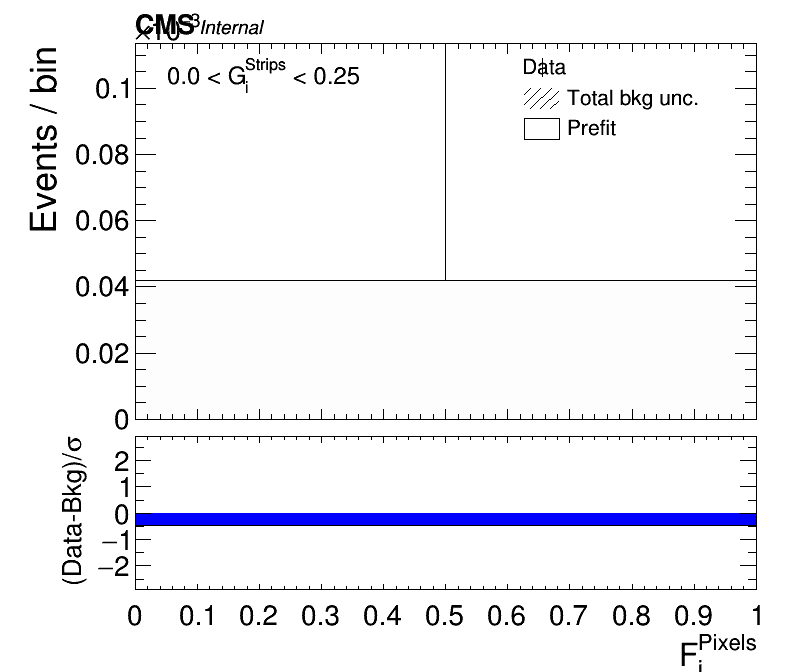 CMS Internal
×10⁻³
0.0 < G_i^Strips < 0.25
Data
Total bkg unc.
Prefit
Events / bin
0.1
0.08
0.06
0.04
0.02
0
(Data-Bkg)/σ
2
1
0
−1
−2
0 0.1 0.2 0.3 0.4 0.5 0.6 0.7 0.8 0.9 1
F_i^Pixels